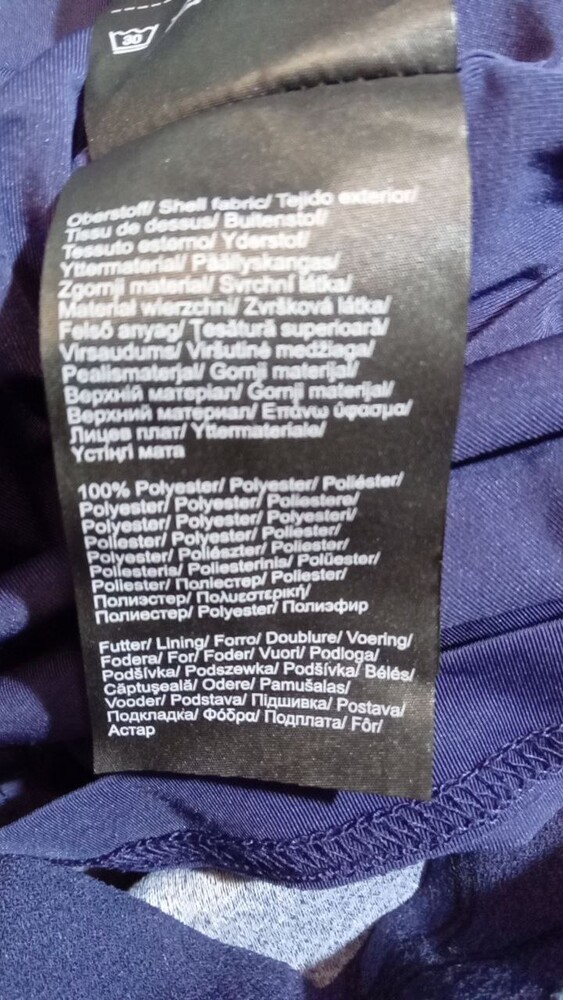 30
Oberstoff/ Shell fabric/ Tejido exterior/
Tissu de dessus/ Buitenstof/
Tessuto esterno/ Yderstof/
Yttermaterial/ Päällyskangas/
Zgornji material/ Svrchní látka/
Materiał wierzchni/ Zvršková látka/
Felső anyag/ Țesătură superioară/
Virsaudums/ Viršutinė medžiaga/
Pealismaterjal/ Gornji materijal/
Верхній матеріал/ Gornji materijal/
Верхний материал/ Επάνω ύφασμα/
Лицев плат/ Yttermateriale/
Үстіңгі мата
100% Polyester/ Polyester/ Poliéster/
Polyester/ Polyester/ Poliestere/
Polyester/ Polyester/ Polyesteri/
Poliester/ Polyester/ Poliester/
Polyester/ Poliészter/ Poliester/
Poliesteris/ Poliesterinis/ Polüester/
Poliester/ Поліестер/ Poliester/
Полиэстер/ Πολυεστερική/
Полиестер/ Polyester/ Полиэфир
Futter/ Lining/ Forro/ Doublure/ Voering/
Fodera/ For/ Foder/ Vuori/ Podloga/
Podšívka/ Podszewka/ Podšívka/ Bélés/
Căptuşeală/ Odere/ Pamušalas/
Vooder/ Podstava/ Підшивка/ Postava/
Подкладка/ Φόδρα/ Подплата/ Fôr/
Астар